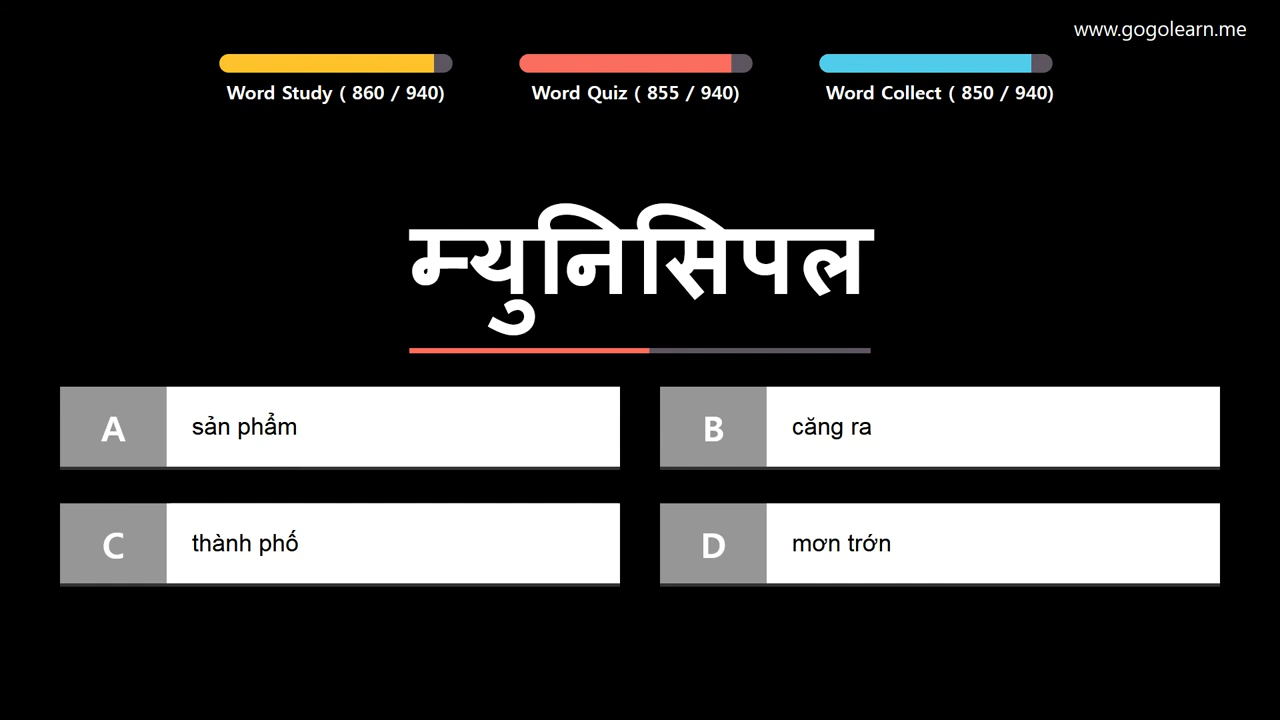 www.gogolearn.me
Word Study ( 860 / 940)
Word Quiz ( 855 / 940)
Word Collect ( 850 / 940)
म्युनिसिपल
A
sản phẩm
B
căng ra
C
thành phố
D
mơn trớn